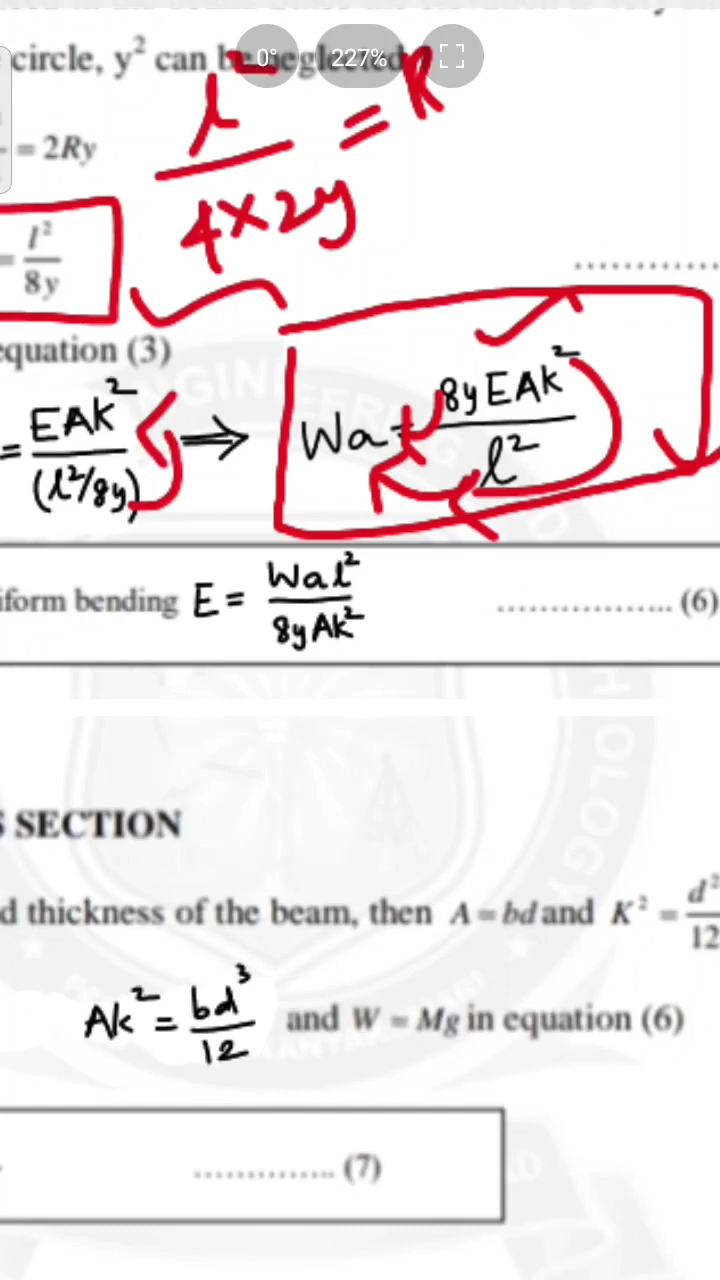 circle, y² can be neglected
0° 227%
l²/(4×2y) = R
= 2Ry
= l²/8y
equation (3)
= EAk²/(l²/8y) ⇒ Wa = 8yEAk²/l²
iform bending E = Wal²/8yAk² .................. (6)
SECTION
d thickness of the beam, then A = bd and K² = d²/12
Ak² = bd³/12 and W = Mg in equation (6)
.............. (7)